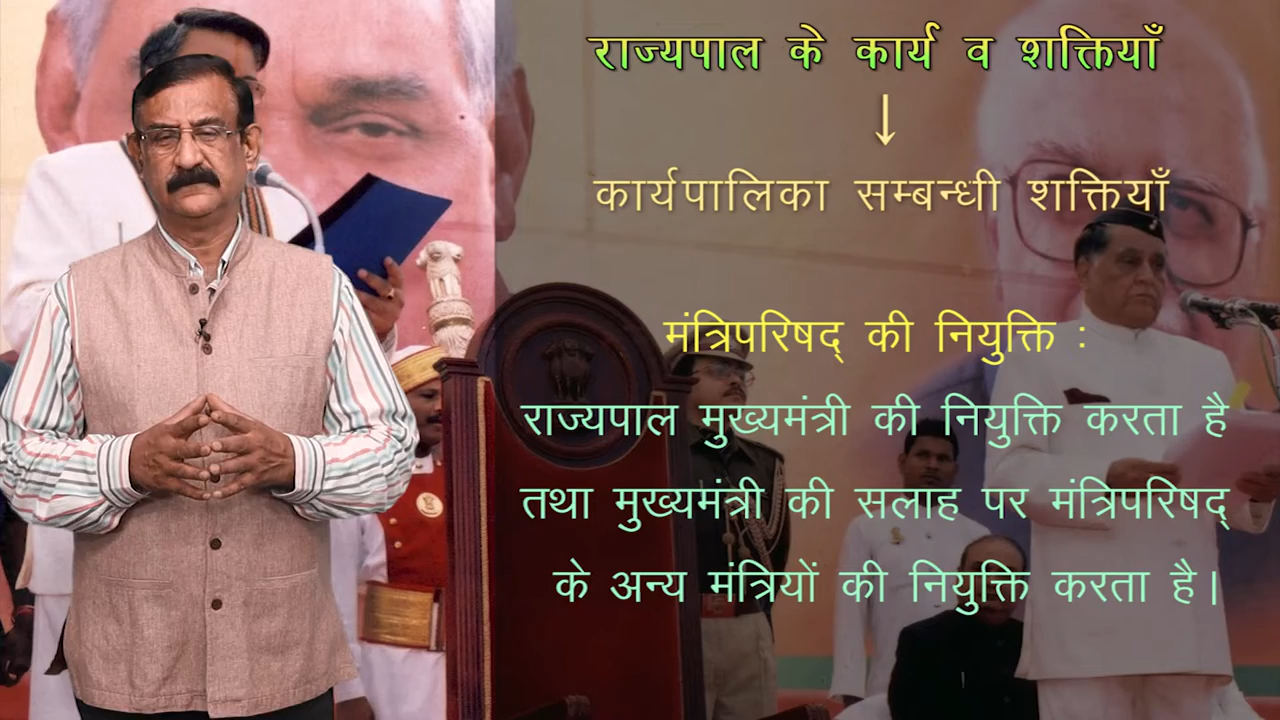 राज्यपाल के कार्य व शक्तियाँ
↓
कार्यपालिका सम्बन्धी शक्तियाँ
मंत्रिपरिषद् की नियुक्ति :
राज्यपाल मुख्यमंत्री की नियुक्ति करता है
तथा मुख्यमंत्री की सलाह पर मंत्रिपरिषद्
के अन्य मंत्रियों की नियुक्ति करता है।